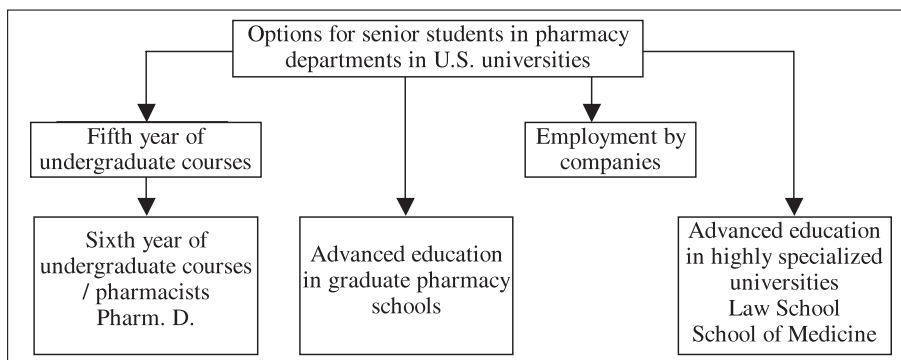 Options for senior students in pharmacy
departments in U.S. universities
Fifth year of
undergraduate courses
Employment by
companies
Sixth year of
undergraduate courses
/ pharmacists
Pharm. D.
Advanced education
in graduate pharmacy
schools
Advanced education
in highly specialized
universities
Law School
School of Medicine